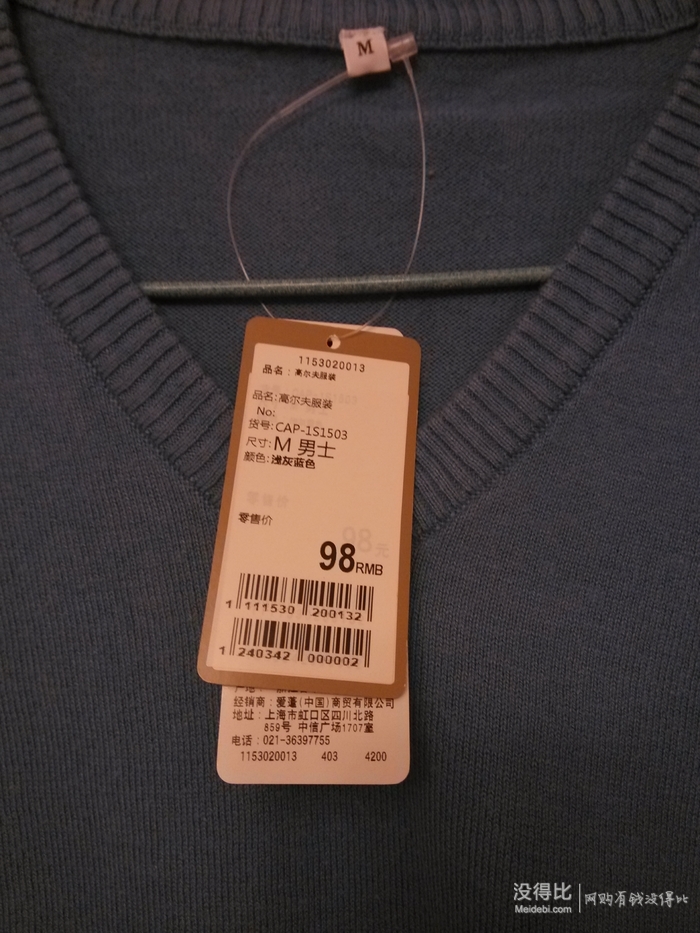 M
1153020013
品名：高尔夫服装
品名:高尔夫服装
No:
货号:CAP-1S1503
尺寸:M 男士
颜色:浅灰蓝色
零售价
98RMB
1 111530 200132
1 240342 000002
经销商：爱蓬(中国)商贸有限公司
地址：上海市虹口区四川北路
859号 中信广场1707室
电话：021-36397755
1153020013 403 4200
没得比
Meidebi.com
网购有钱没得比